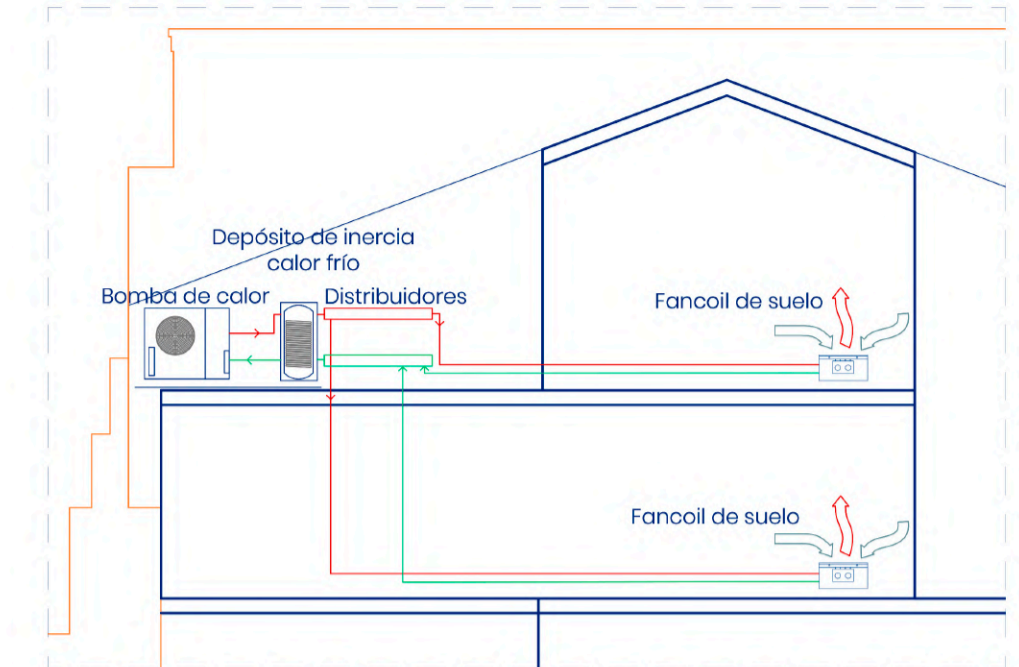 Depósito de inercia
calor frío
Bomba de calor
Distribuidores
Fancoil de suelo
Fancoil de suelo